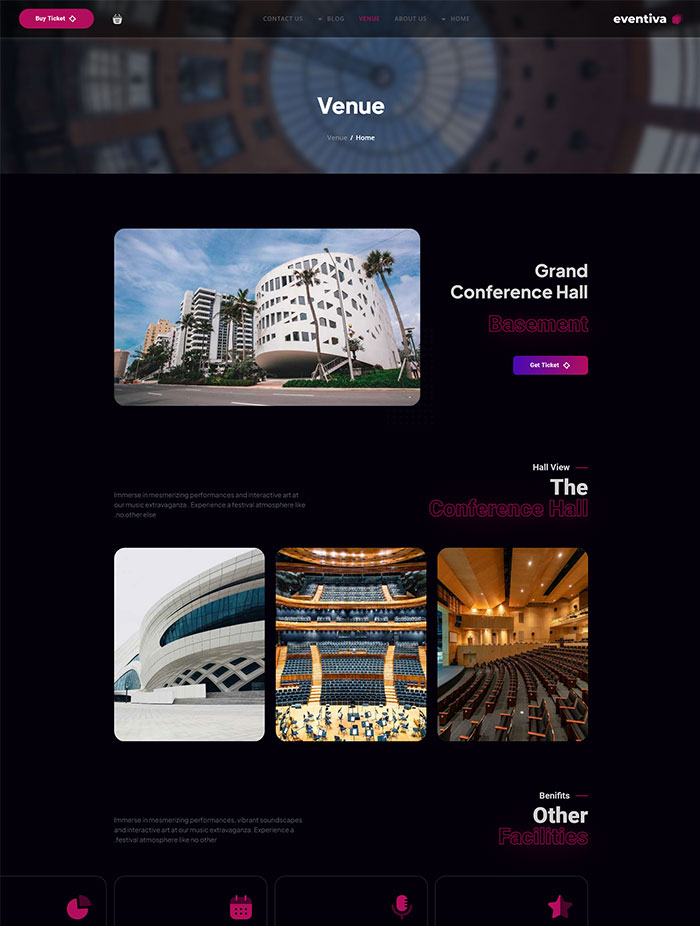 eventiva
HOME
ABOUT US
VENUE
BLOG
CONTACT US
Buy Ticket
Venue
Venue / Home
Grand
Conference Hall
Basement
Get Ticket
Hall View
The
Conference Hall
Immerse in mesmerizing performances and interactive art at
our music extravaganza . Experience a festival atmosphere like
.no other else
Benifits
Other
Facilities
Immerse in mesmerizing performances, vibrant soundscapes
and interactive art at our music extravaganza. Experience a
.festival atmosphere like no other